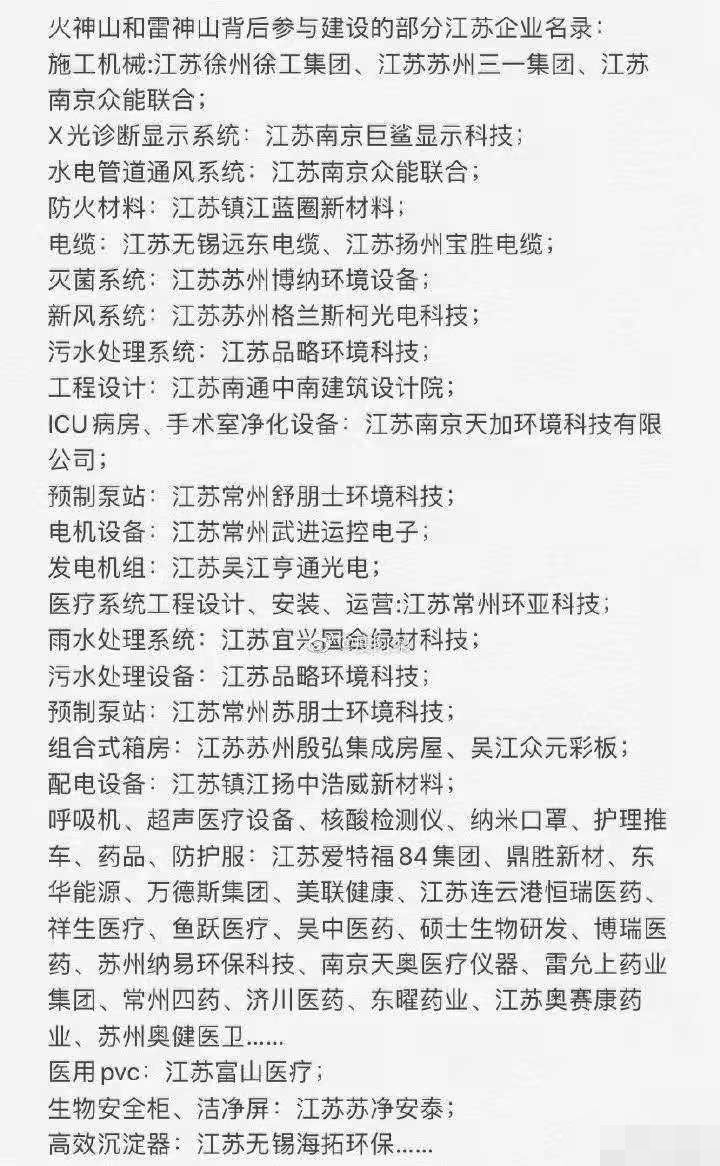 火神山和雷神山背后参与建设的部分江苏企业名录：
施工机械:江苏徐州徐工集团、江苏苏州三一集团、江苏
南京众能联合；
X光诊断显示系统：江苏南京巨鲨显示科技；
水电管道通风系统：江苏南京众能联合；
防火材料：江苏镇江蓝圈新材料；
电缆：江苏无锡远东电缆、江苏扬州宝胜电缆；
灭菌系统：江苏苏州博纳环境设备；
新风系统：江苏苏州格兰斯柯光电科技；
污水处理系统：江苏品略环境科技；
工程设计：江苏南通中南建筑设计院；
ICU病房、手术室净化设备：江苏南京天加环境科技有限
公司；
预制泵站：江苏常州舒朋士环境科技；
电机设备：江苏常州武进运控电子；
发电机组：江苏吴江亨通光电；
医疗系统工程设计、安装、运营:江苏常州环亚科技；
雨水处理系统：江苏宜兴绿材科技；
污水处理设备：江苏品略环境科技；
预制泵站：江苏常州苏朋士环境科技；
组合式箱房：江苏苏州殷弘集成房屋、吴江众元彩板；
配电设备：江苏镇江扬中浩威新材料；
呼吸机、超声医疗设备、核酸检测仪、纳米口罩、护理推
车、药品、防护服：江苏爱特福84集团、鼎胜新材、东
华能源、万德斯集团、美联健康、江苏连云港恒瑞医药、
祥生医疗、鱼跃医疗、吴中医药、硕士生物研发、博瑞医
药、苏州纳易环保科技、南京天奥医疗仪器、雷允上药业
集团、常州四药、济川医药、东曜药业、江苏奥赛康药
业、苏州奥健医卫......
医用pvc：江苏富山医疗；
生物安全柜、洁净屏：江苏苏净安泰；
高效沉淀器：江苏无锡海拓环保......